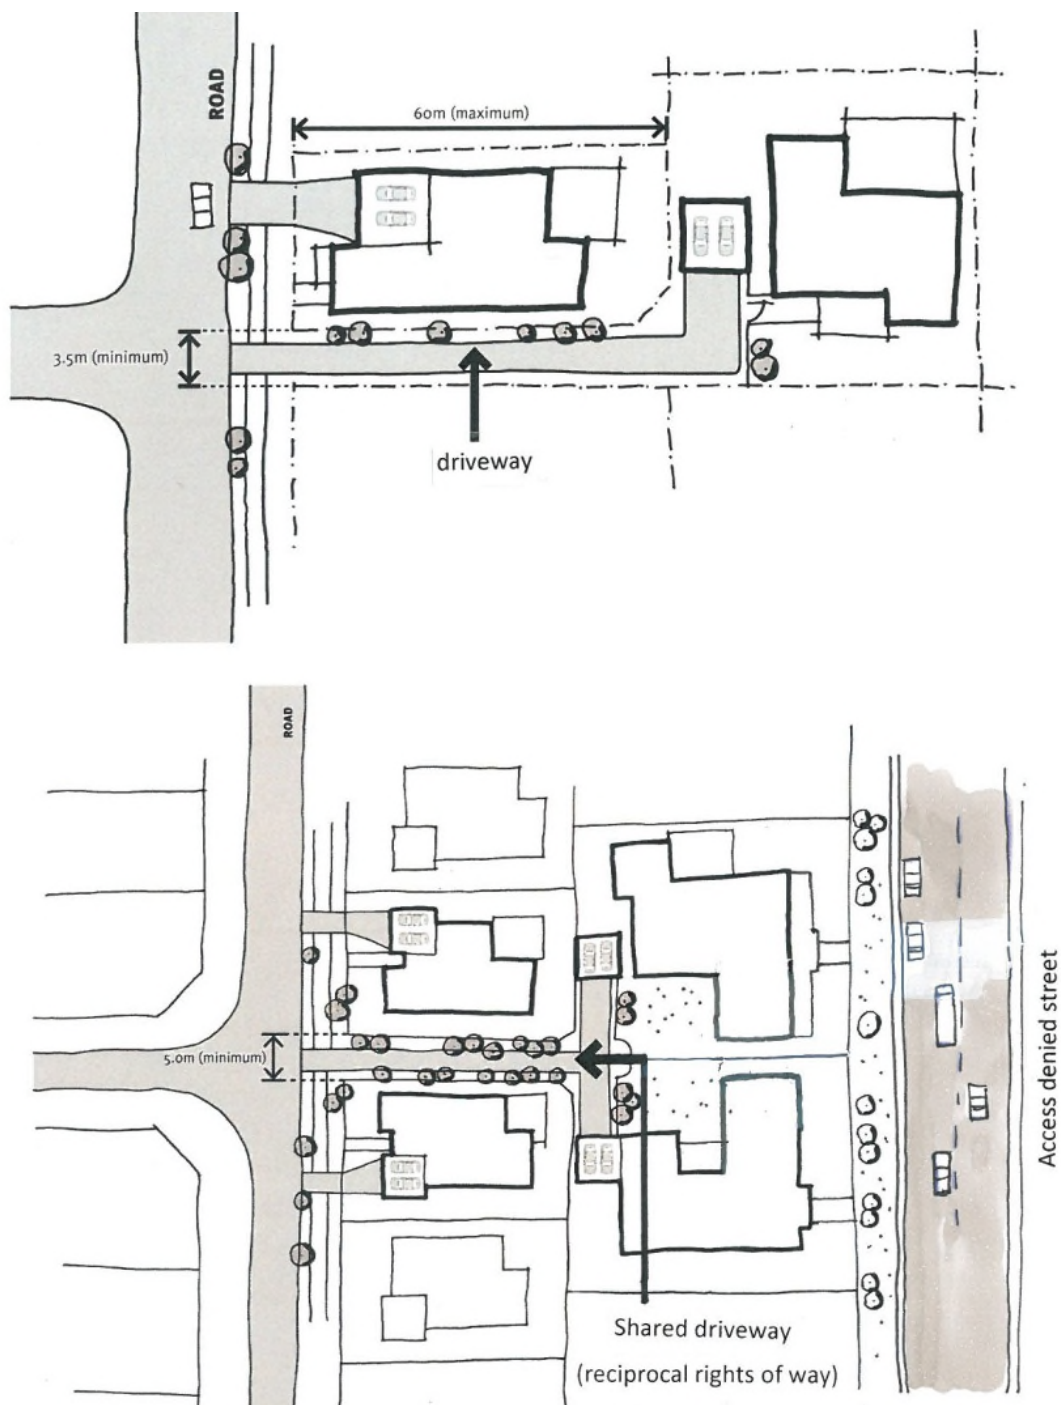 ROAD
60m (maximum)
3.5m (minimum)
driveway
ROAD
5.0m (minimum)
Access denied street
Shared driveway
(reciprocal rights of way)